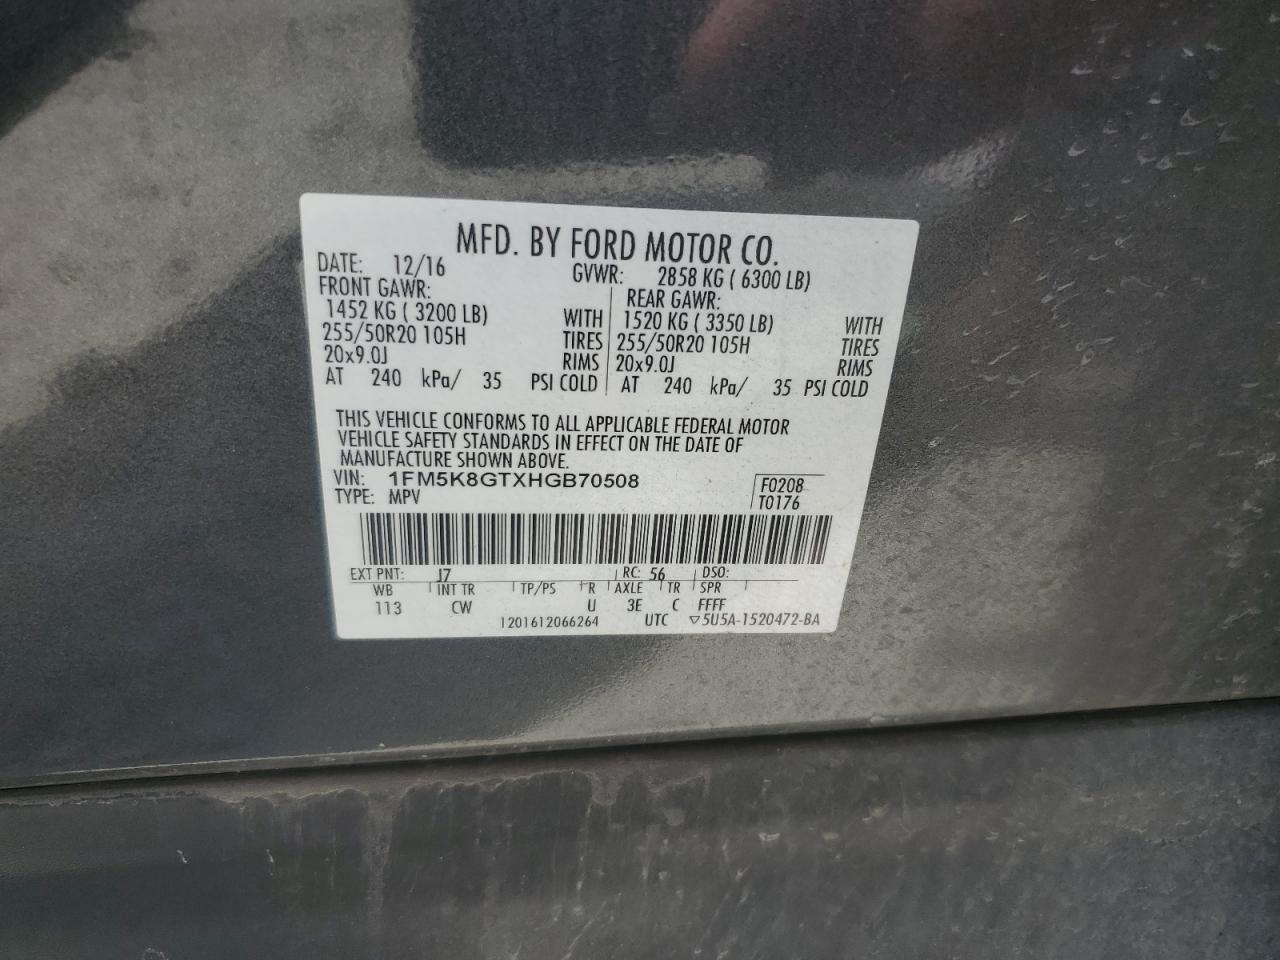 MFD. BY FORD MOTOR CO.
DATE: 12/16 GVWR: 2858 KG ( 6300 LB)
FRONT GAWR: REAR GAWR:
1452 KG ( 3200 LB) WITH 1520 KG ( 3350 LB) WITH
255/50R20 105H TIRES 255/50R20 105H TIRES
20x9.0J RIMS 20x9.0J RIMS
AT 240 kPa/ 35 PSI COLD AT 240 kPa/ 35 PSI COLD
THIS VEHICLE CONFORMS TO ALL APPLICABLE FEDERAL MOTOR
VEHICLE SAFETY STANDARDS IN EFFECT ON THE DATE OF
MANUFACTURE SHOWN ABOVE.
VIN: 1FM5K8GTXHGB70508 F0208
TYPE: MPV T0176
EXT PNT: J7 RC: 56 DSO:
WB INT TR TP/PS R AXLE TR SPR
113 CW U 3E C FFFF
1201612066264 UTC ▽5U5A-1520472-BA